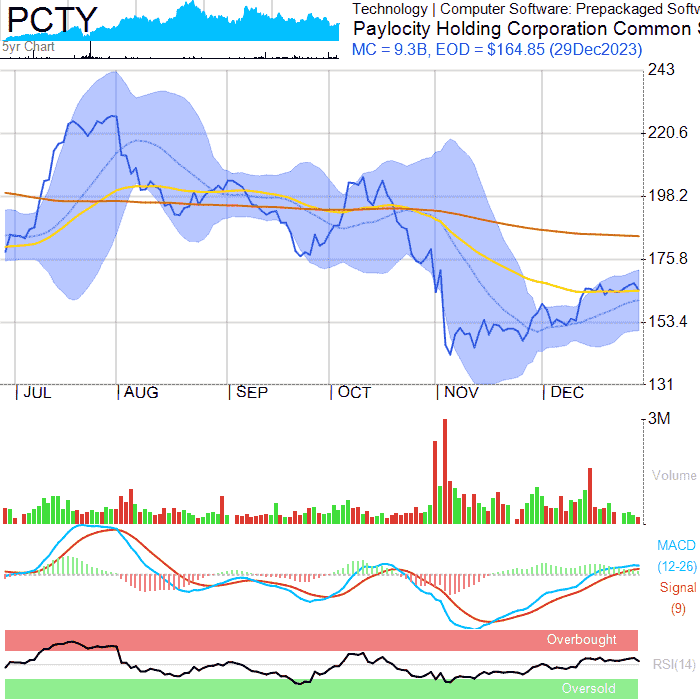 PCTY
5yr Chart
Technology | Computer Software: Prepackaged Softw
Paylocity Holding Corporation Common S
MC = 9.3B, EOD = $164.85 (29Dec2023)
243
220.6
198.2
175.8
153.4
131
| JUL | AUG | SEP | OCT | NOV | DEC
3M
Volume
MACD
(12-26)
Signal
(9)
Overbought
RSI(14)
Oversold